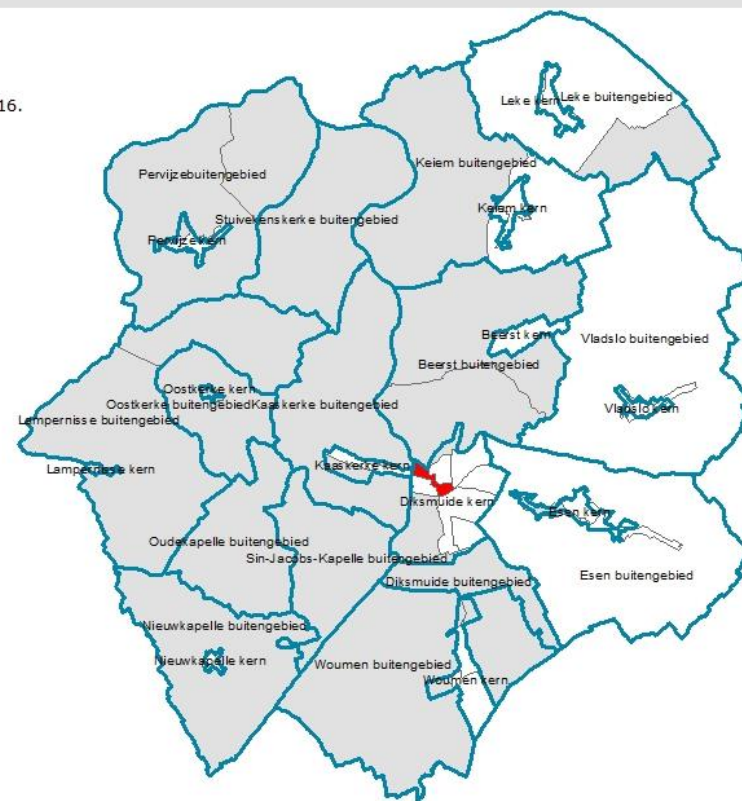 16.
Leke kern
Leke buitengebied
Keiem buitengebied
Pervijzebuitengebied
Keiem kern
Stuivekenskerke buitengebied
Pervijze kern
Beerst kern
Vladslo buitengebied
Beerst buitengebied
Oostkerke kern
Oostkerke buitengebied
Kaaskerke buitengebied
Vladslo kern
Lampernisse buitengebied
Kaaskerke kern
Lampernisse kern
Diksmuide kern
Esen kern
Oudekapelle buitengebied
Sin-Jacobs-Kapelle buitengebied
Esen buitengebied
Diksmuide buitengebied
Nieuwkapelle buitengebied
Nieuwkapelle kern
Woumen buitengebied
Woumen kern